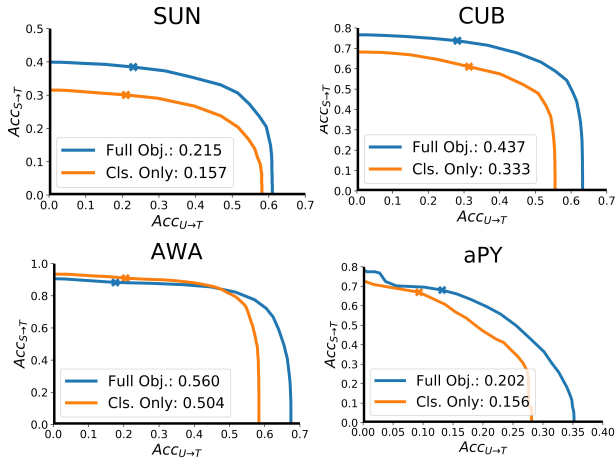 SUN
0.5
0.4
0.3
0.2
0.1
0.0
Acc_{S→T}
Full Obj.: 0.215
Cls. Only: 0.157
0.0 0.1 0.2 0.3 0.4 0.5 0.6 0.7
Acc_{U→T}
CUB
0.8
0.7
0.6
0.5
0.4
0.3
0.2
0.1
0.0
Acc_{S→T}
Full Obj.: 0.437
Cls. Only: 0.333
0.0 0.1 0.2 0.3 0.4 0.5 0.6 0.7
Acc_{U→T}
AWA
1.0
0.8
0.6
0.4
0.2
0.0
Acc_{S→T}
Full Obj.: 0.560
Cls. Only: 0.504
0.0 0.1 0.2 0.3 0.4 0.5 0.6 0.7
Acc_{U→T}
aPY
0.8
0.7
0.6
0.5
0.4
0.3
0.2
0.1
0.0
Acc_{S→T}
Full Obj.: 0.202
Cls. Only: 0.156
0.00 0.05 0.10 0.15 0.20 0.25 0.30 0.35 0.40
Acc_{U→T}